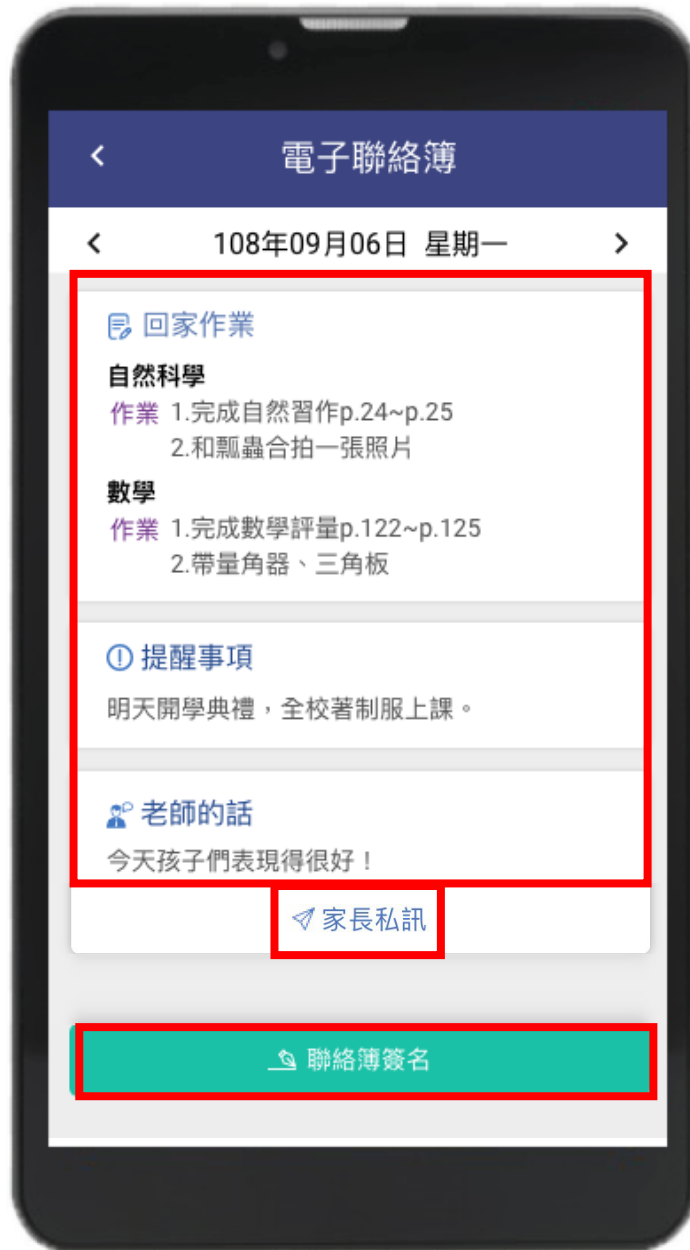 電子聯絡簿
108年09月06日 星期一
回家作業
自然科學
作業 1.完成自然習作p.24~p.25
2.和瓢蟲合拍一張照片
數學
作業 1.完成數學評量p.122~p.125
2.帶量角器、三角板
提醒事項
明天開學典禮，全校著制服上課。
老師的話
今天孩子們表現得很好！
家長私訊
聯絡簿簽名